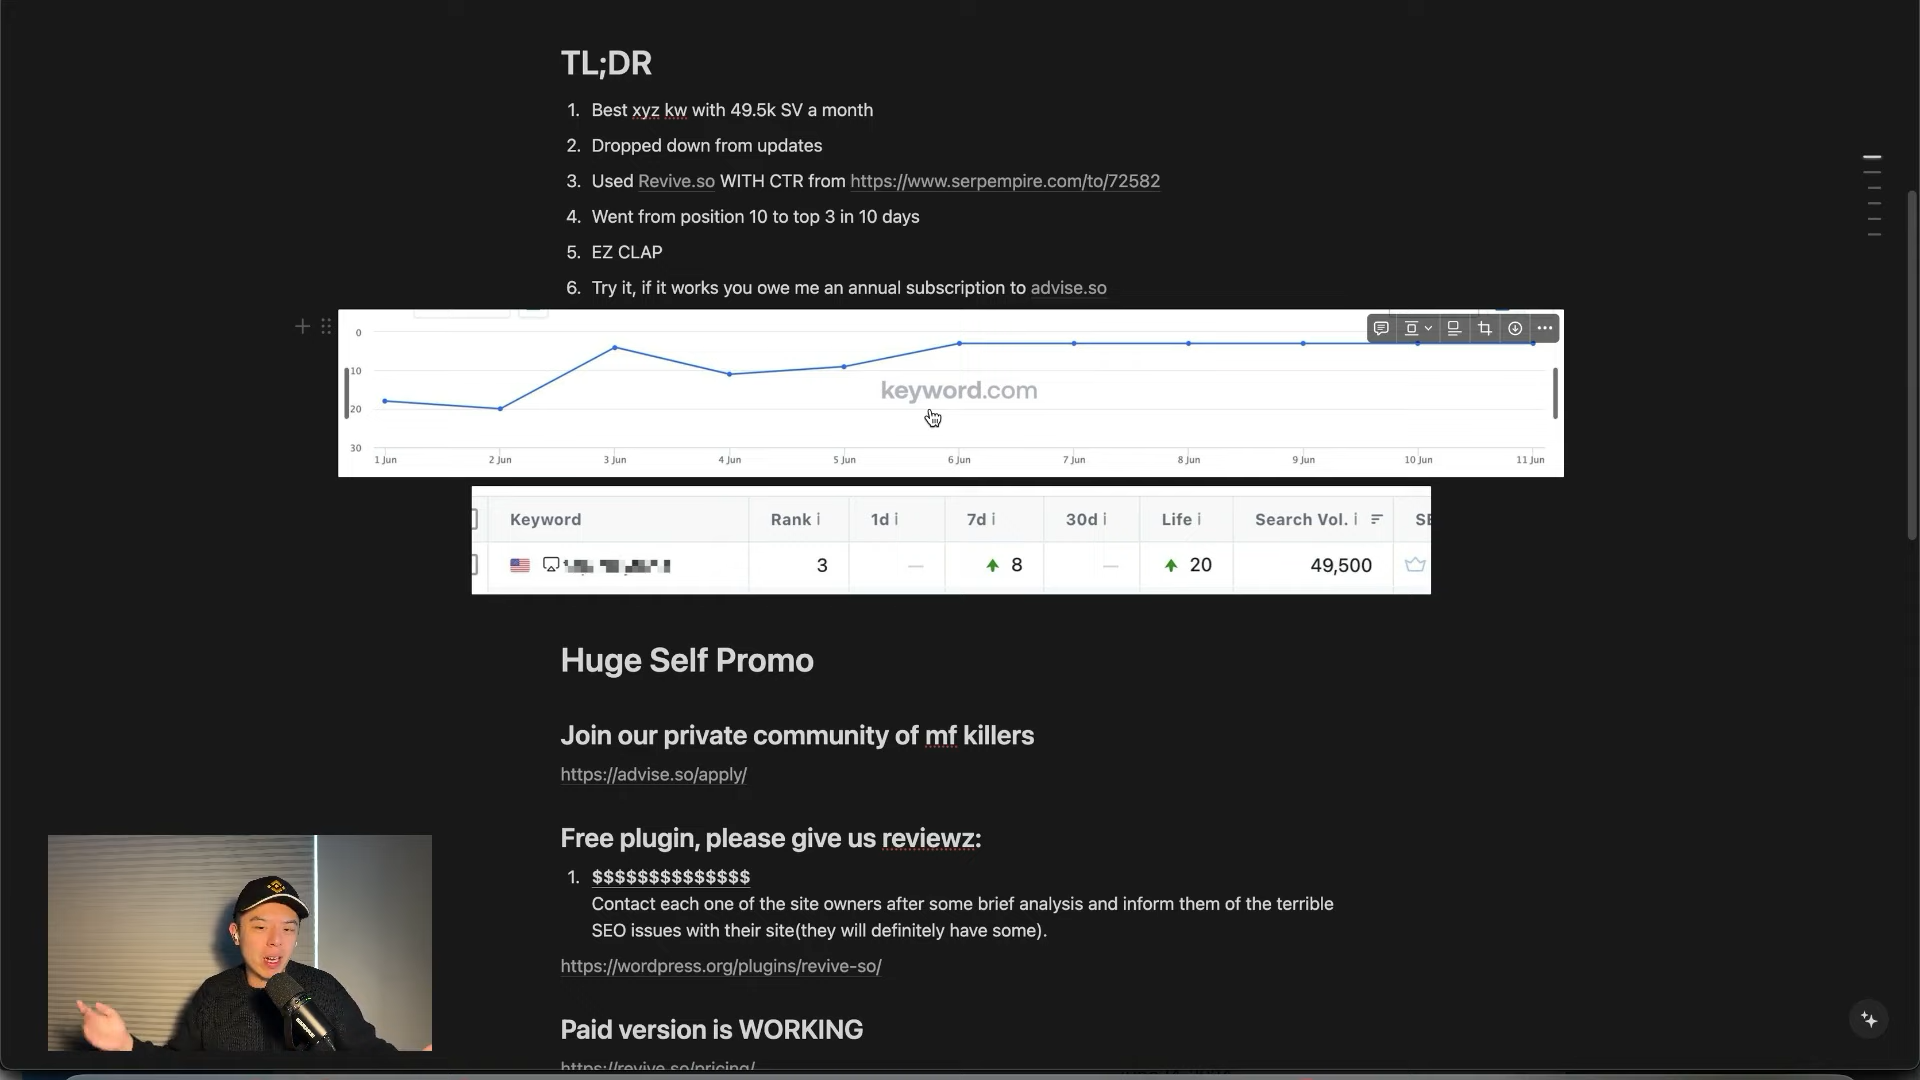 TL;DR
1. Best xyz kw with 49.5k SV a month
2. Dropped down from updates
3. Used Revive.so WITH CTR from https://www.serpempire.com/to/72582
4. Went from position 10 to top 3 in 10 days
5. EZ CLAP
6. Try it, if it works you owe me an annual subscription to advise.so
0
10
20
30
keyword.com
1 Jun 2 Jun 3 Jun 4 Jun 5 Jun 6 Jun 7 Jun 8 Jun 9 Jun 10 Jun 11 Jun
Keyword Rank i 1d i 7d i 30d i Life i Search Vol. i
3 — 8 — 20 49,500
Huge Self Promo
Join our private community of mf killers
https://advise.so/apply/
Free plugin, please give us reviewz:
1. $$$$$$$$$$$$$$
Contact each one of the site owners after some brief analysis and inform them of the terrible
SEO issues with their site(they will definitely have some).
https://wordpress.org/plugins/revive-so/
Paid version is WORKING
https://revive.so/pricing/